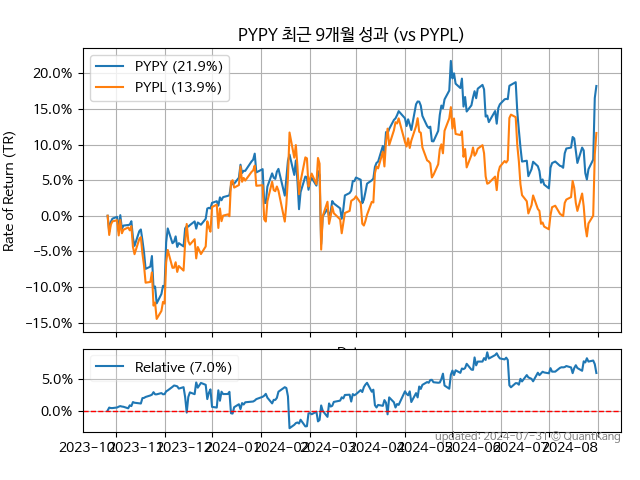 PYPY 최근 9개월 성과 (vs PYPL)
Rate of Return (TR)
20.0%
15.0%
10.0%
5.0%
0.0%
−5.0%
−10.0%
−15.0%
PYPY (21.9%)
PYPL (13.9%)
5.0%
0.0%
Relative (7.0%)
updated: 2024-07-31 © QuantKang
2023-10 2023-11 2023-12 2024-01 2024-02 2024-03 2024-04 2024-05 2024-06 2024-07 2024-08